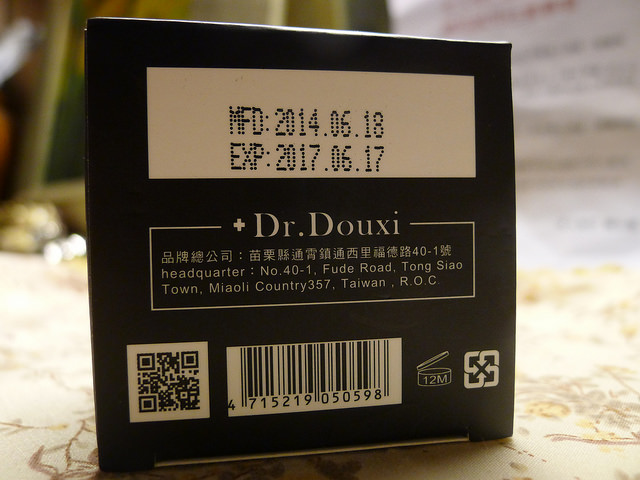 MFD: 2014.06.18
EXP: 2017.06.17
Dr.Douxi
品牌總公司：苗栗縣通霄鎮通西里福德路40-1號
headquarter：No.40-1, Fude Road, Tong Siao
Town, Miaoli Country357, Taiwan , R.O.C.
4 715219 050598
12M